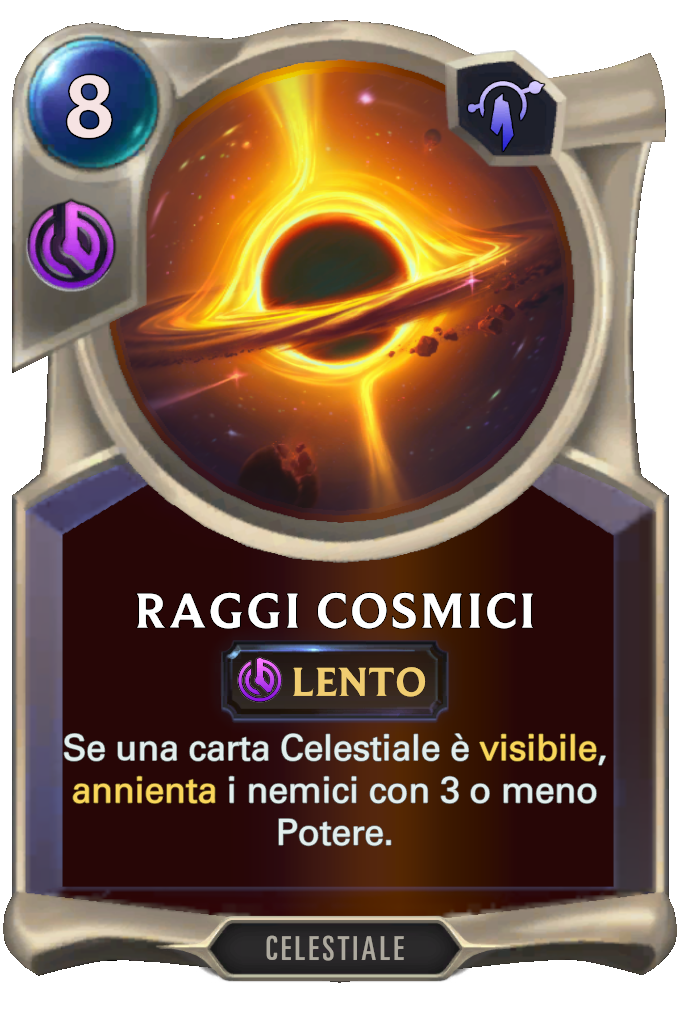 8
RAGGI COSMICI
LENTO
Se una carta Celestiale è visibile,
annienta i nemici con 3 o meno
Potere.
CELESTIALE